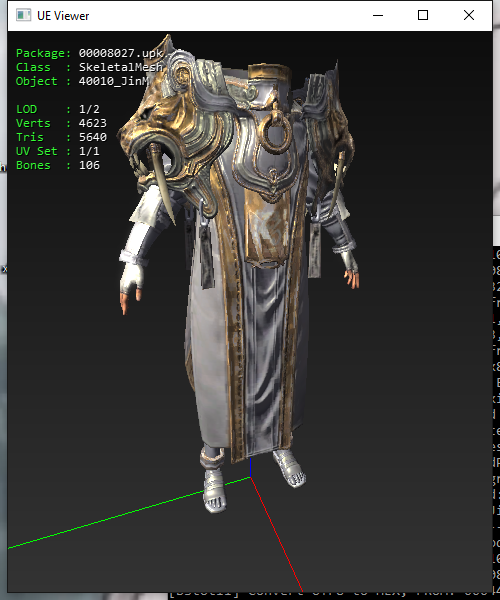 UE Viewer
Package: 00008027.upk
Class : SkeletalMesh
Object : 40010_JinM
LOD : 1/2
Verts : 4623
Tris : 5640
UV Set : 1/1
Bones : 106